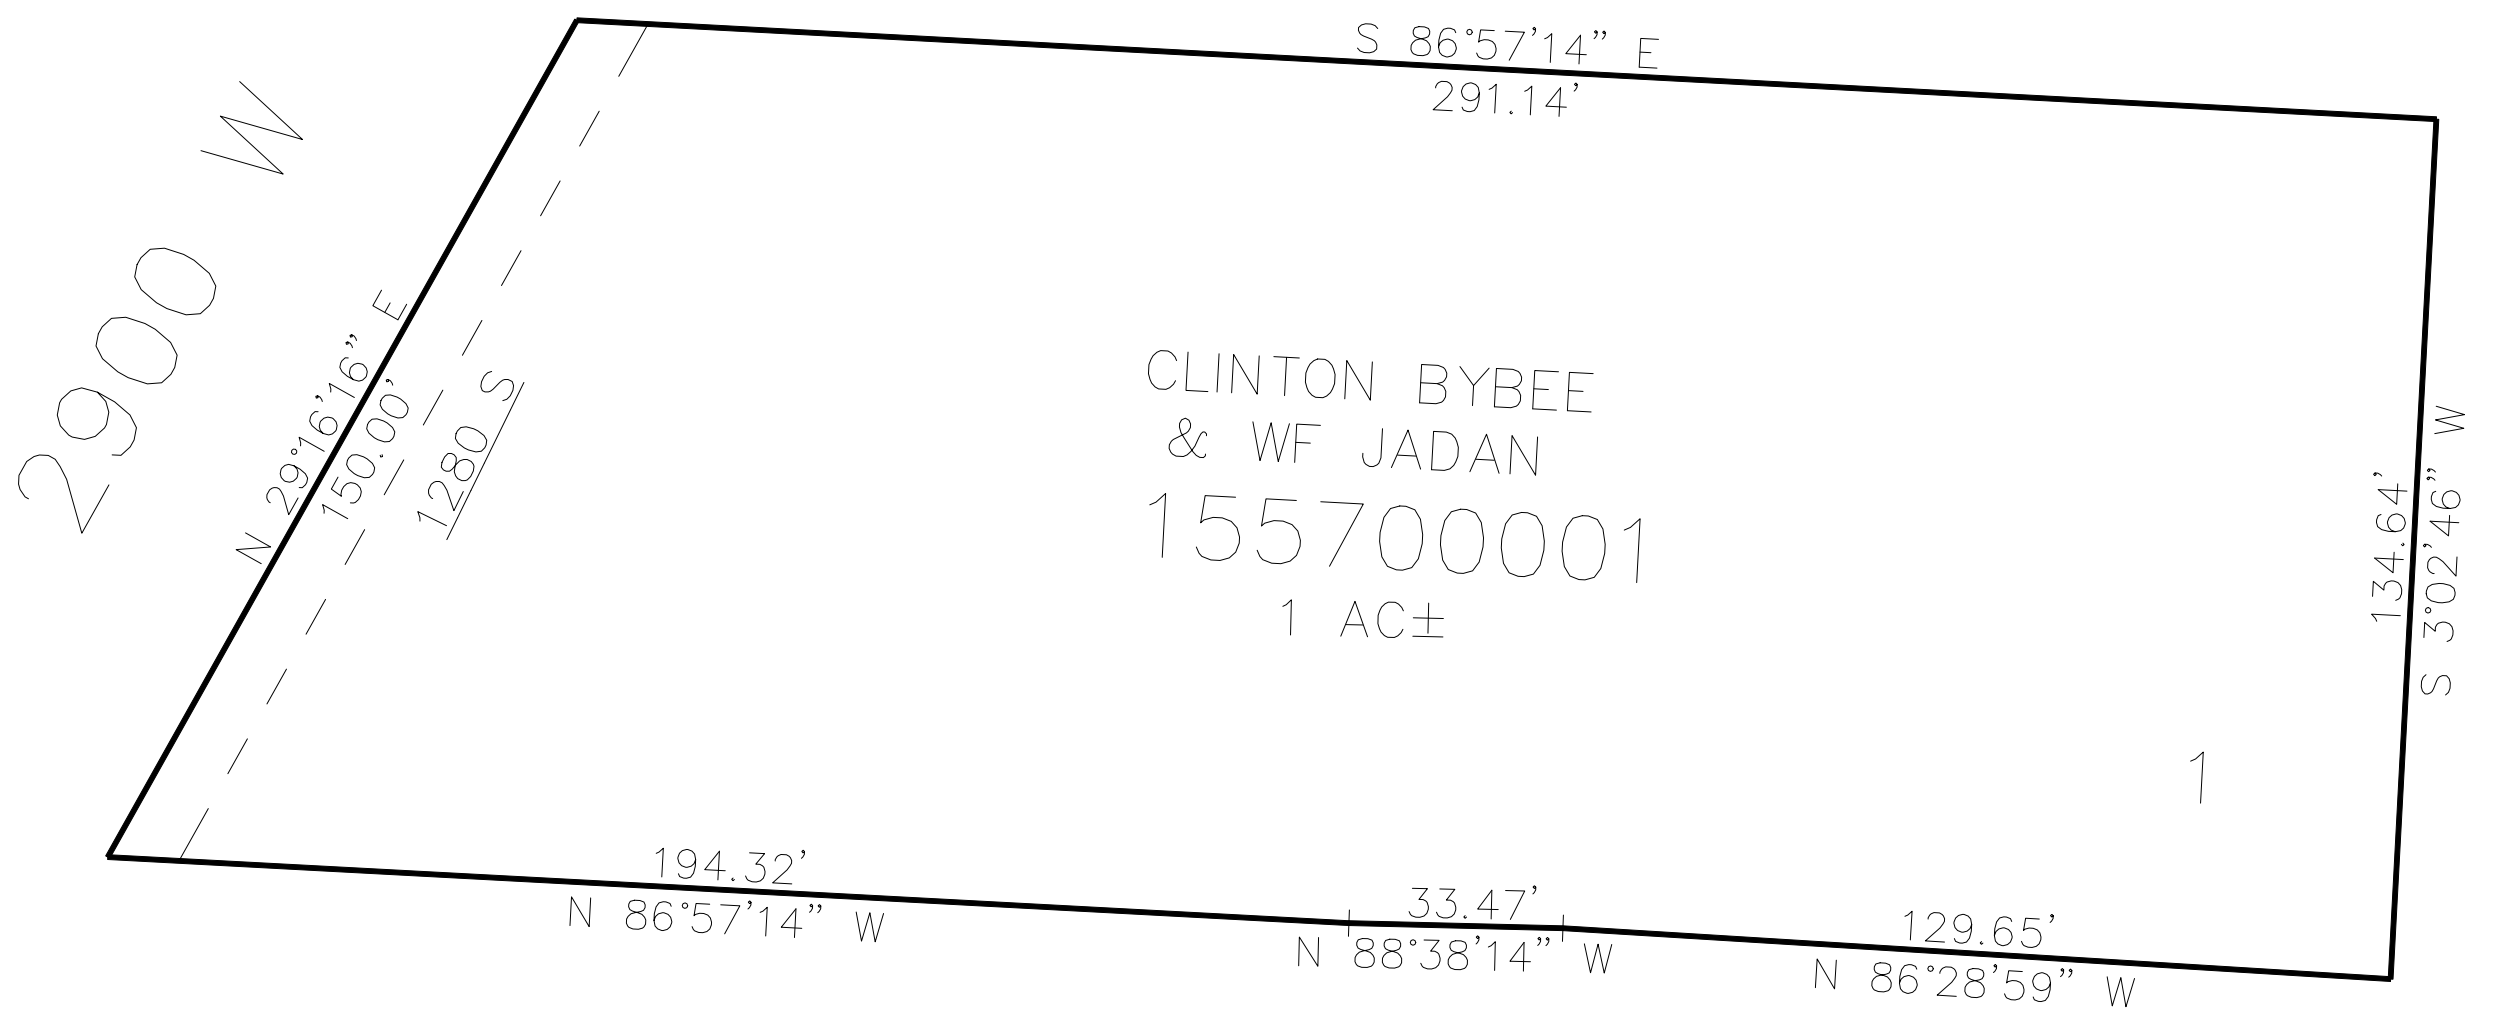 S 86°57'14" E
291.14'
2900 W
N 29°16'16" E
150.00'
1280 S
CLINTON BEEBEE
& WF JADAN
1557000001
1 AC±
134.64'
S 3°02'46" W
1
194.32'
N 86°57'14" W
33.47'
N 88°38'14" W
129.65'
N 86°28'59" W